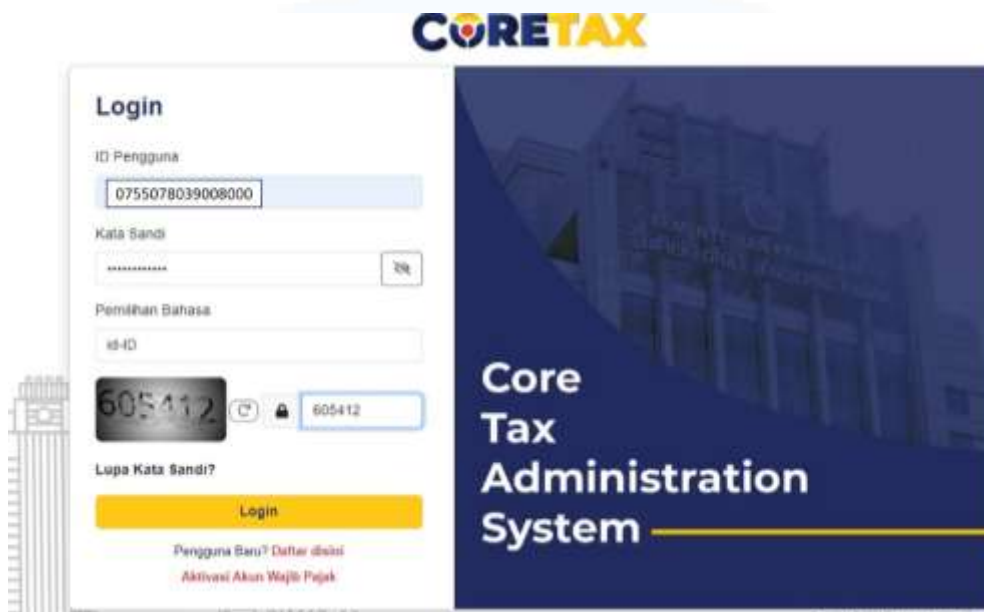 CORETAX
Login
ID Pengguna
0755078039008000
Kata Sandi
************
Pemilihan Bahasa
id-ID
605412
605412
Lupa Kata Sandi?
Login
Pengguna Baru? Daftar disini
Aktivasi Akun Wajib Pajak
Core
Tax
Administration
System